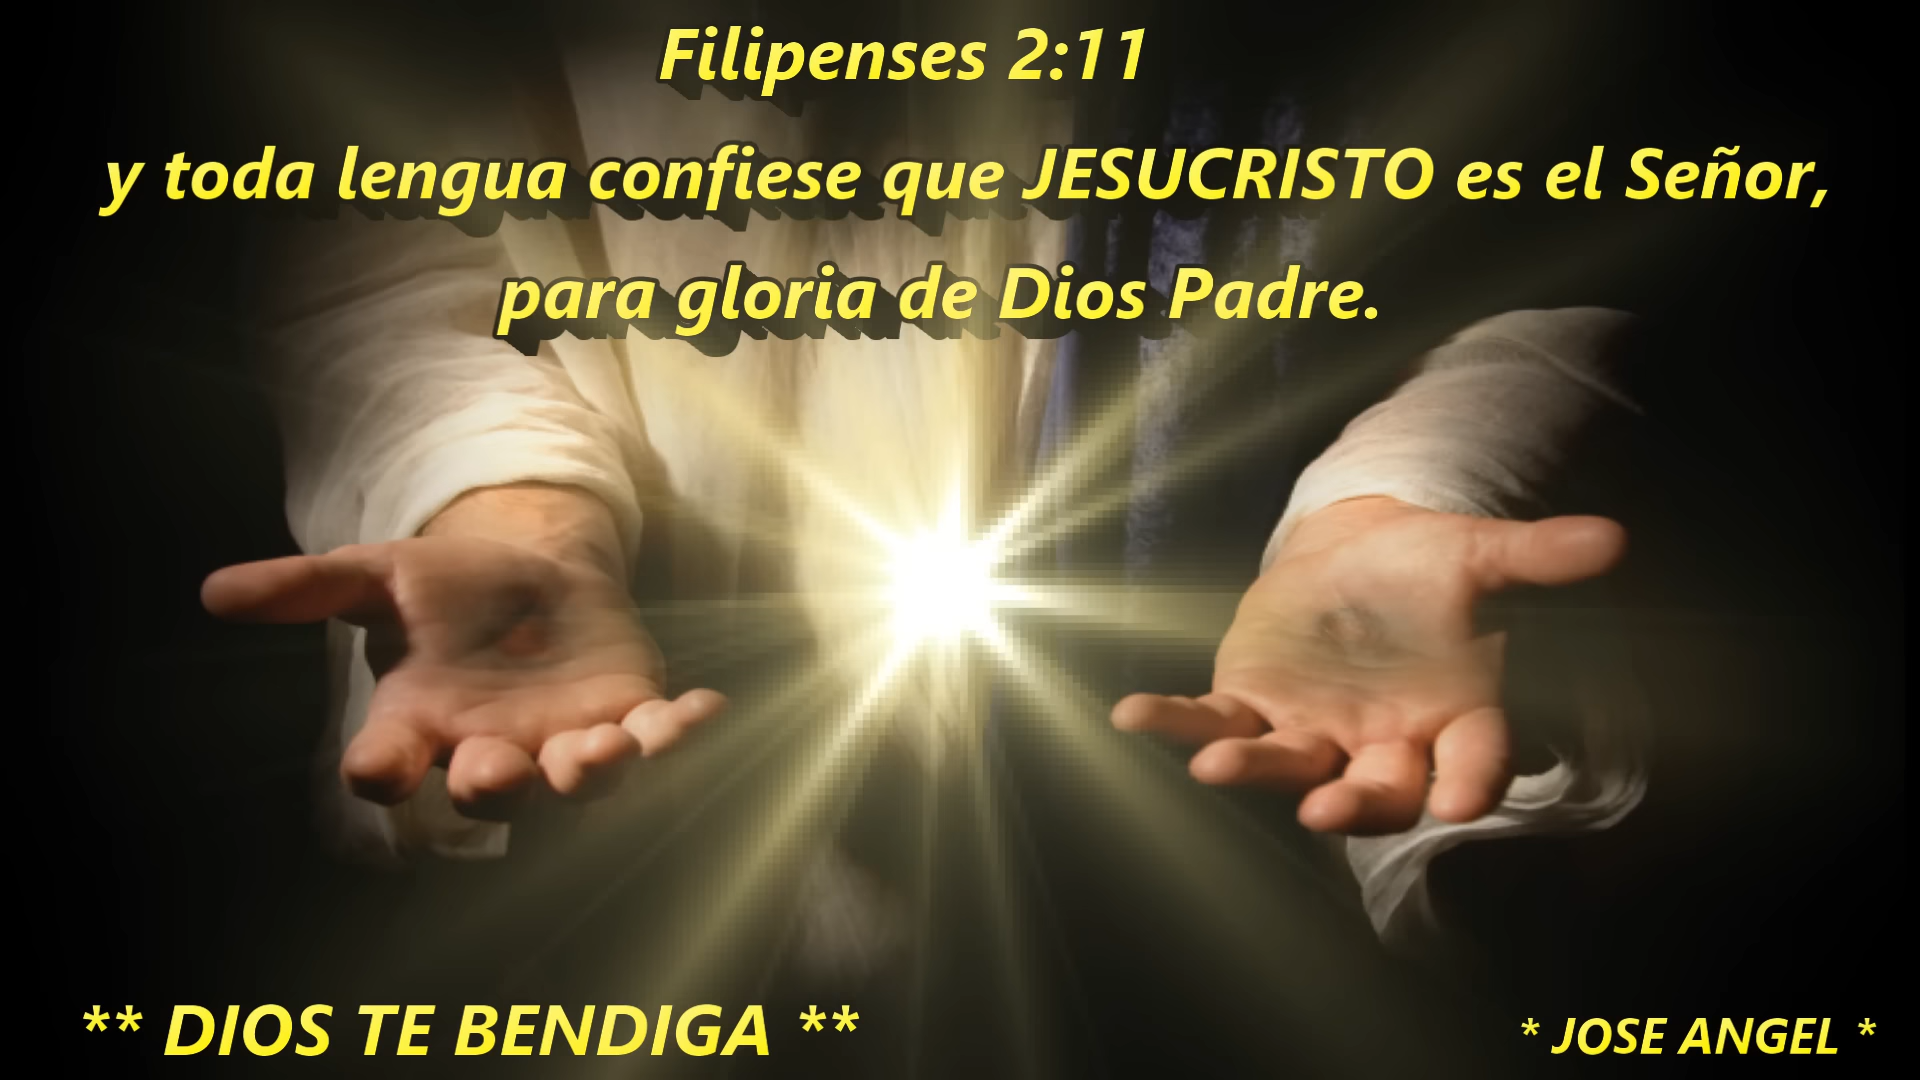 Filipenses 2:11
y toda lengua confiese que JESUCRISTO es el Señor,
para gloria de Dios Padre.
** DIOS TE BENDIGA **
* JOSE ANGEL *